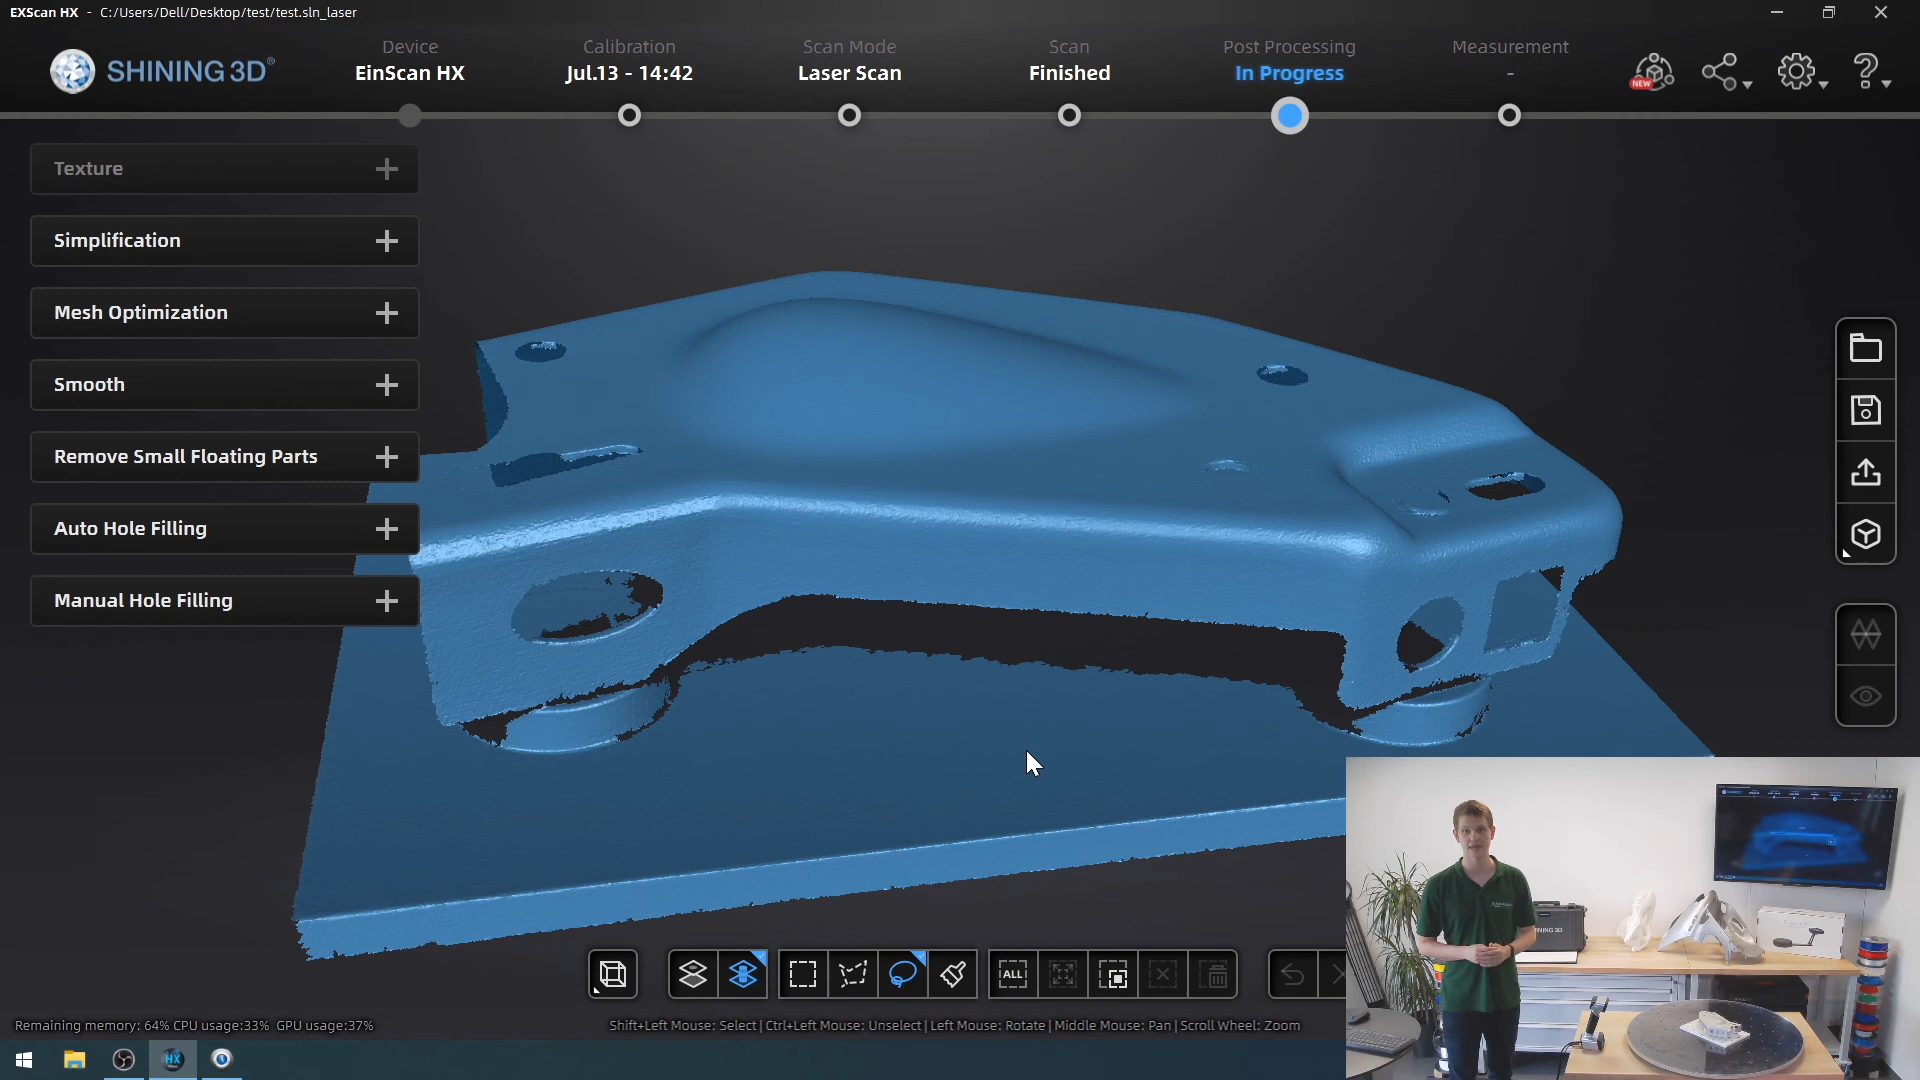 EXScan HX - C:/Users/Dell/Desktop/test/test.sln_laser
SHINING 3D®
Device
EinScan HX
Calibration
Jul.13 - 14:42
Scan Mode
Laser Scan
Scan
Finished
Post Processing
In Progress
Measurement
-
NEW
Texture
Simplification
Mesh Optimization
Smooth
Remove Small Floating Parts
Auto Hole Filling
Manual Hole Filling
ALL
Remaining memory: 64% CPU usage:33% GPU usage:37%
Shift+Left Mouse: Select | Ctrl+Left Mouse: Unselect | Left Mouse: Rotate | Middle Mouse: Pan | Scroll Wheel: Zoom
HX